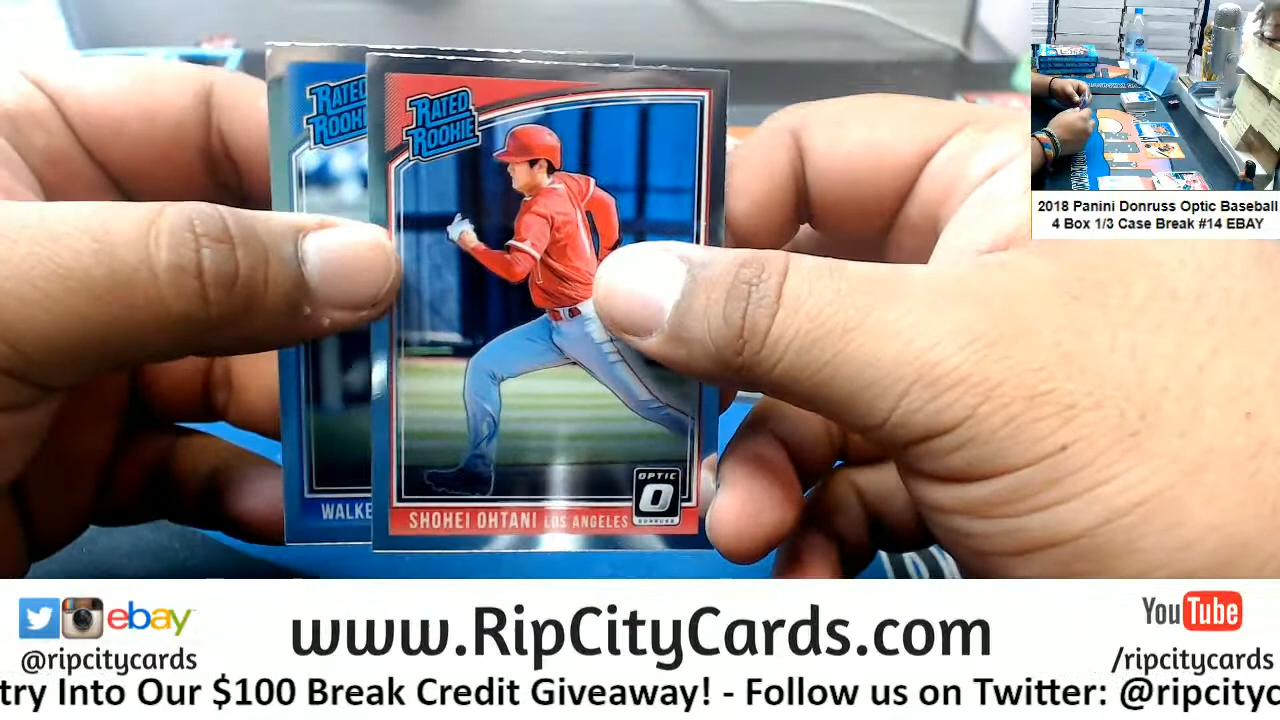 RATED
ROOKIE
RATED
ROOKIE
WALKE
SHOHEI OHTANI LOS ANGELES
OPTIC
DONRUSS
2018 Panini Donruss Optic Baseball
4 Box 1/3 Case Break #14 EBAY
ebay
@ripcitycards
www.RipCityCards.com
YouTube
/ripcitycards
try Into Our $100 Break Credit Giveaway! - Follow us on Twitter: @ripcityc